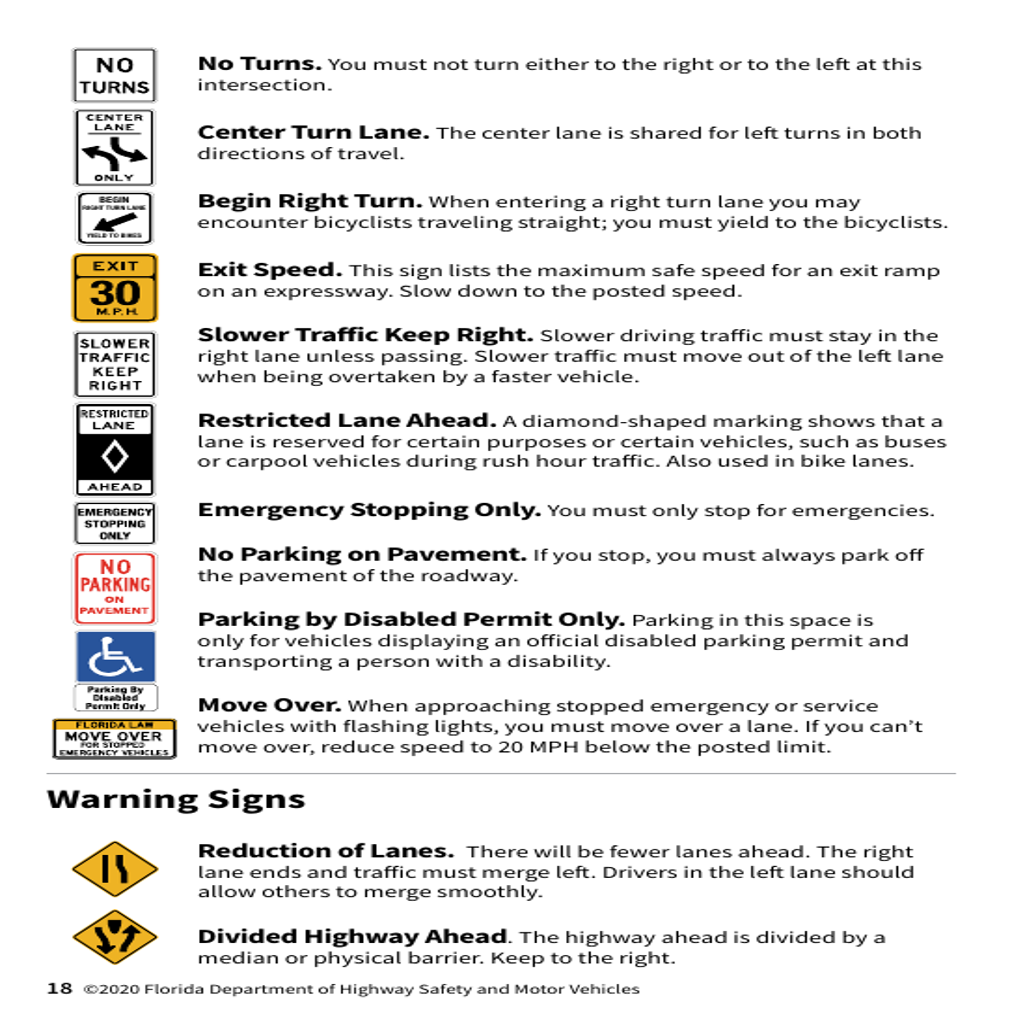 NO
TURNS
No Turns. You must not turn either to the right or to the left at this
intersection.
CENTER
LANE
ONLY
Center Turn Lane. The center lane is shared for left turns in both
directions of travel.
BEGIN
RIGHT TURN LANE
YIELD TO BIKES
Begin Right Turn. When entering a right turn lane you may
encounter bicyclists traveling straight; you must yield to the bicyclists.
EXIT
30
M.P.H.
Exit Speed. This sign lists the maximum safe speed for an exit ramp
on an expressway. Slow down to the posted speed.
SLOWER
TRAFFIC
KEEP
RIGHT
Slower Traffic Keep Right. Slower driving traffic must stay in the
right lane unless passing. Slower traffic must move out of the left lane
when being overtaken by a faster vehicle.
RESTRICTED
LANE
AHEAD
Restricted Lane Ahead. A diamond-shaped marking shows that a
lane is reserved for certain purposes or certain vehicles, such as buses
or carpool vehicles during rush hour traffic. Also used in bike lanes.
EMERGENCY
STOPPING
ONLY
Emergency Stopping Only. You must only stop for emergencies.
NO
PARKING
ON
PAVEMENT
No Parking on Pavement. If you stop, you must always park off
the pavement of the roadway.
Parking By
Disabled
Permit Only
Parking by Disabled Permit Only. Parking in this space is
only for vehicles displaying an official disabled parking permit and
transporting a person with a disability.
FLORIDA LAW
MOVE OVER
FOR STOPPED
EMERGENCY VEHICLES
Move Over. When approaching stopped emergency or service
vehicles with flashing lights, you must move over a lane. If you can’t
move over, reduce speed to 20 MPH below the posted limit.
Warning Signs
Reduction of Lanes. There will be fewer lanes ahead. The right
lane ends and traffic must merge left. Drivers in the left lane should
allow others to merge smoothly.
Divided Highway Ahead. The highway ahead is divided by a
median or physical barrier. Keep to the right.
18 ©2020 Florida Department of Highway Safety and Motor Vehicles